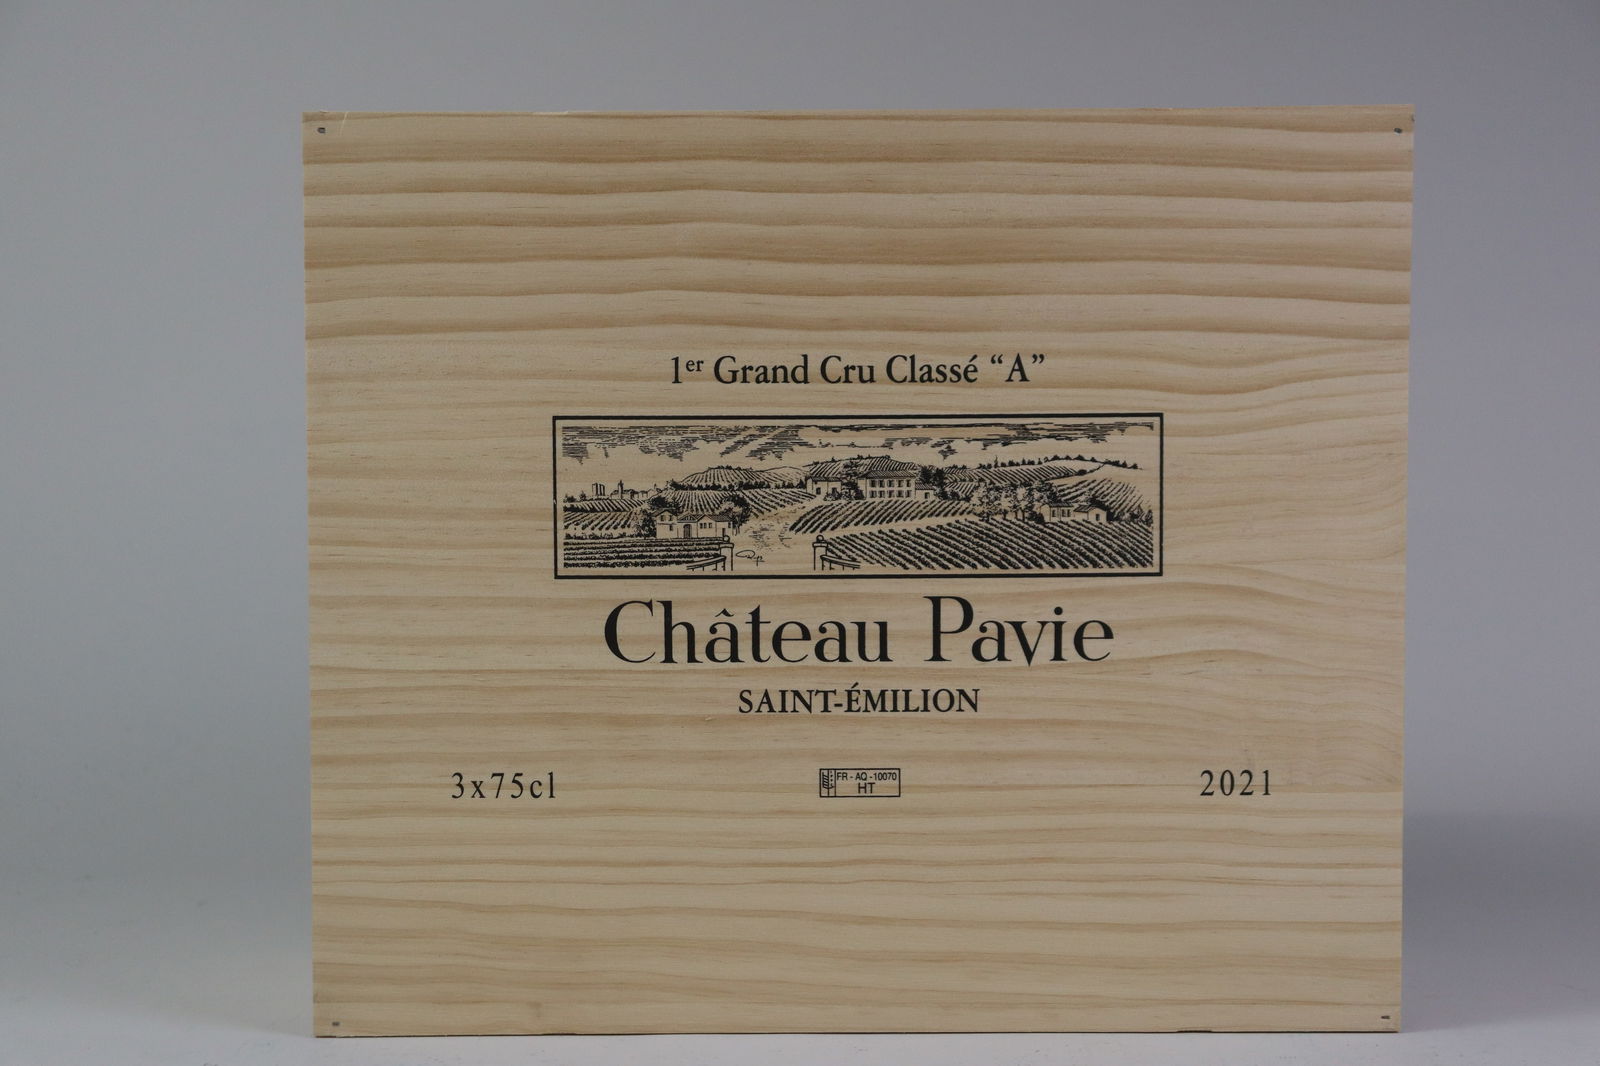 1er Grand Cru Classé “A”
Château Pavie
SAINT-ÉMILION
3x75cl
FR - AQ -10070
HT
2021